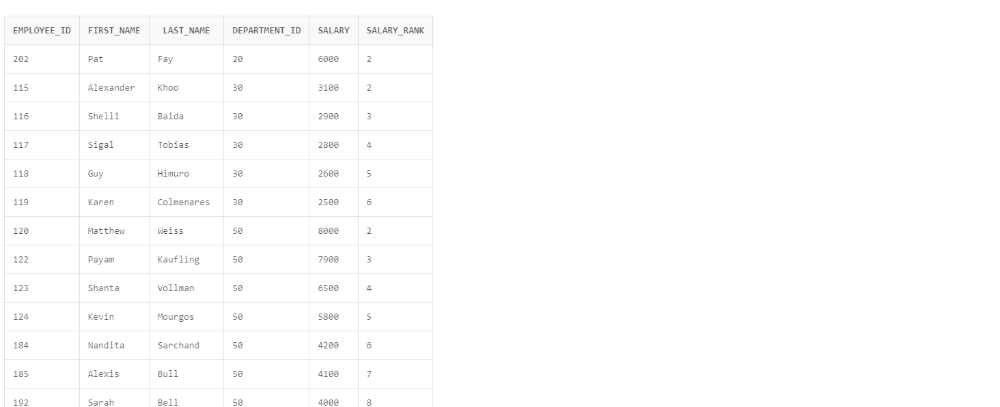 EMPLOYEE_ID FIRST_NAME LAST_NAME DEPARTMENT_ID SALARY SALARY_RANK
202 Pat Fay 20 6000 2
115 Alexander Khoo 30 3100 2
116 Shelli Baida 30 2900 3
117 Sigal Tobias 30 2800 4
118 Guy Himuro 30 2600 5
119 Karen Colmenares 30 2500 6
120 Matthew Weiss 50 8000 2
122 Payam Kaufling 50 7900 3
123 Shanta Vollman 50 6500 4
124 Kevin Mourgos 50 5800 5
184 Nandita Sarchand 50 4200 6
185 Alexis Bull 50 4100 7
192 Sarah Bell 50 4000 8